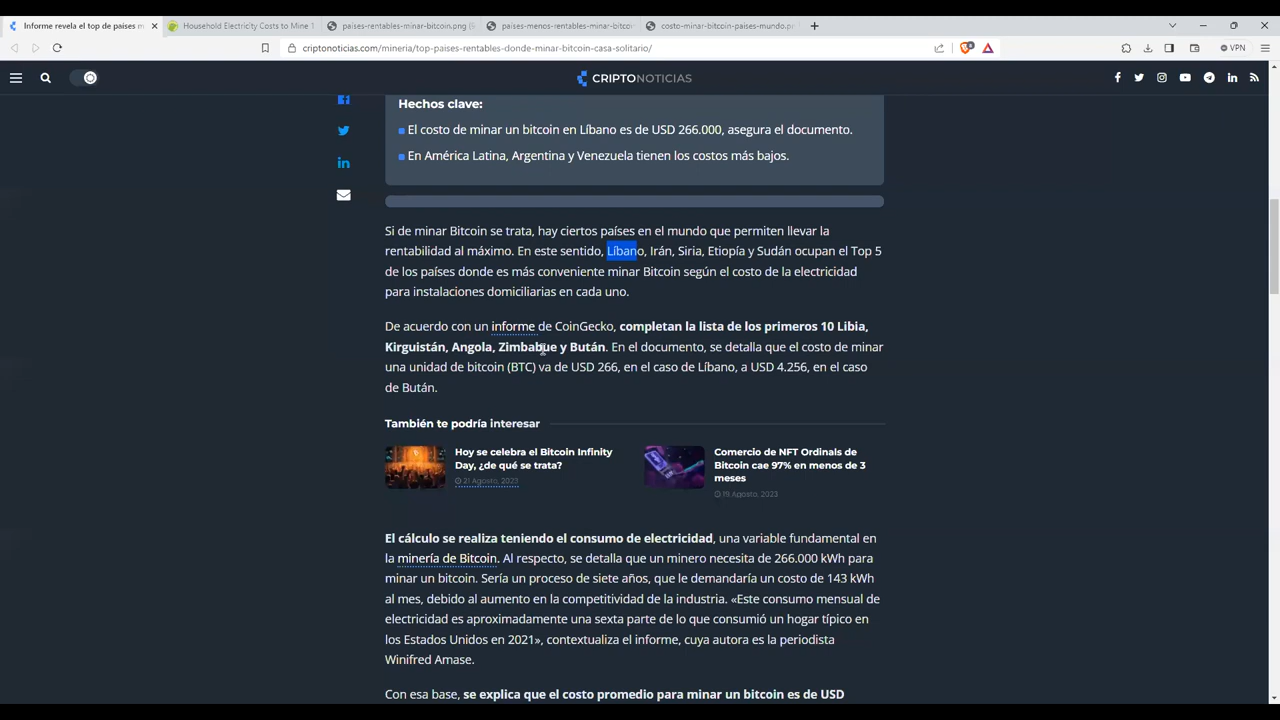 Informe revela el top de países m
Household Electricity Costs to Mine 1
paises-rentables-minar-bitcoin.png (
paises-menos-rentables-minar-bitcoi
costo-minar-bitcoin-paises-mundo.pn
criptonoticias.com/mineria/top-paises-rentables-donde-minar-bitcoin-casa-solitario/
VPN
CRIPTONOTICIAS
Hechos clave:
El costo de minar un bitcoin en Líbano es de USD 266.000, asegura el documento.
En América Latina, Argentina y Venezuela tienen los costos más bajos.
Si de minar Bitcoin se trata, hay ciertos países en el mundo que permiten llevar la
rentabilidad al máximo. En este sentido, Líbano, Irán, Siria, Etiopía y Sudán ocupan el Top 5
de los países donde es más conveniente minar Bitcoin según el costo de la electricidad
para instalaciones domiciliarias en cada uno.
De acuerdo con un informe de CoinGecko, completan la lista de los primeros 10 Libia,
Kirguistán, Angola, Zimbabue y Bután. En el documento, se detalla que el costo de minar
una unidad de bitcoin (BTC) va de USD 266, en el caso de Líbano, a USD 4.256, en el caso
de Bután.
También te podría interesar
Hoy se celebra el Bitcoin Infinity
Day, ¿de qué se trata?
21 Agosto, 2023
Comercio de NFT Ordinals de
Bitcoin cae 97% en menos de 3
meses
19 Agosto, 2023
El cálculo se realiza teniendo el consumo de electricidad, una variable fundamental en
la minería de Bitcoin. Al respecto, se detalla que un minero necesita de 266.000 kWh para
minar un bitcoin. Sería un proceso de siete años, que le demandaría un costo de 143 kWh
al mes, debido al aumento en la competitividad de la industria. «Este consumo mensual de
electricidad es aproximadamente una sexta parte de lo que consumió un hogar típico en
los Estados Unidos en 2021», contextualiza el informe, cuya autora es la periodista
Winifred Amase.
Con esa base, se explica que el costo promedio para minar un bitcoin es de USD